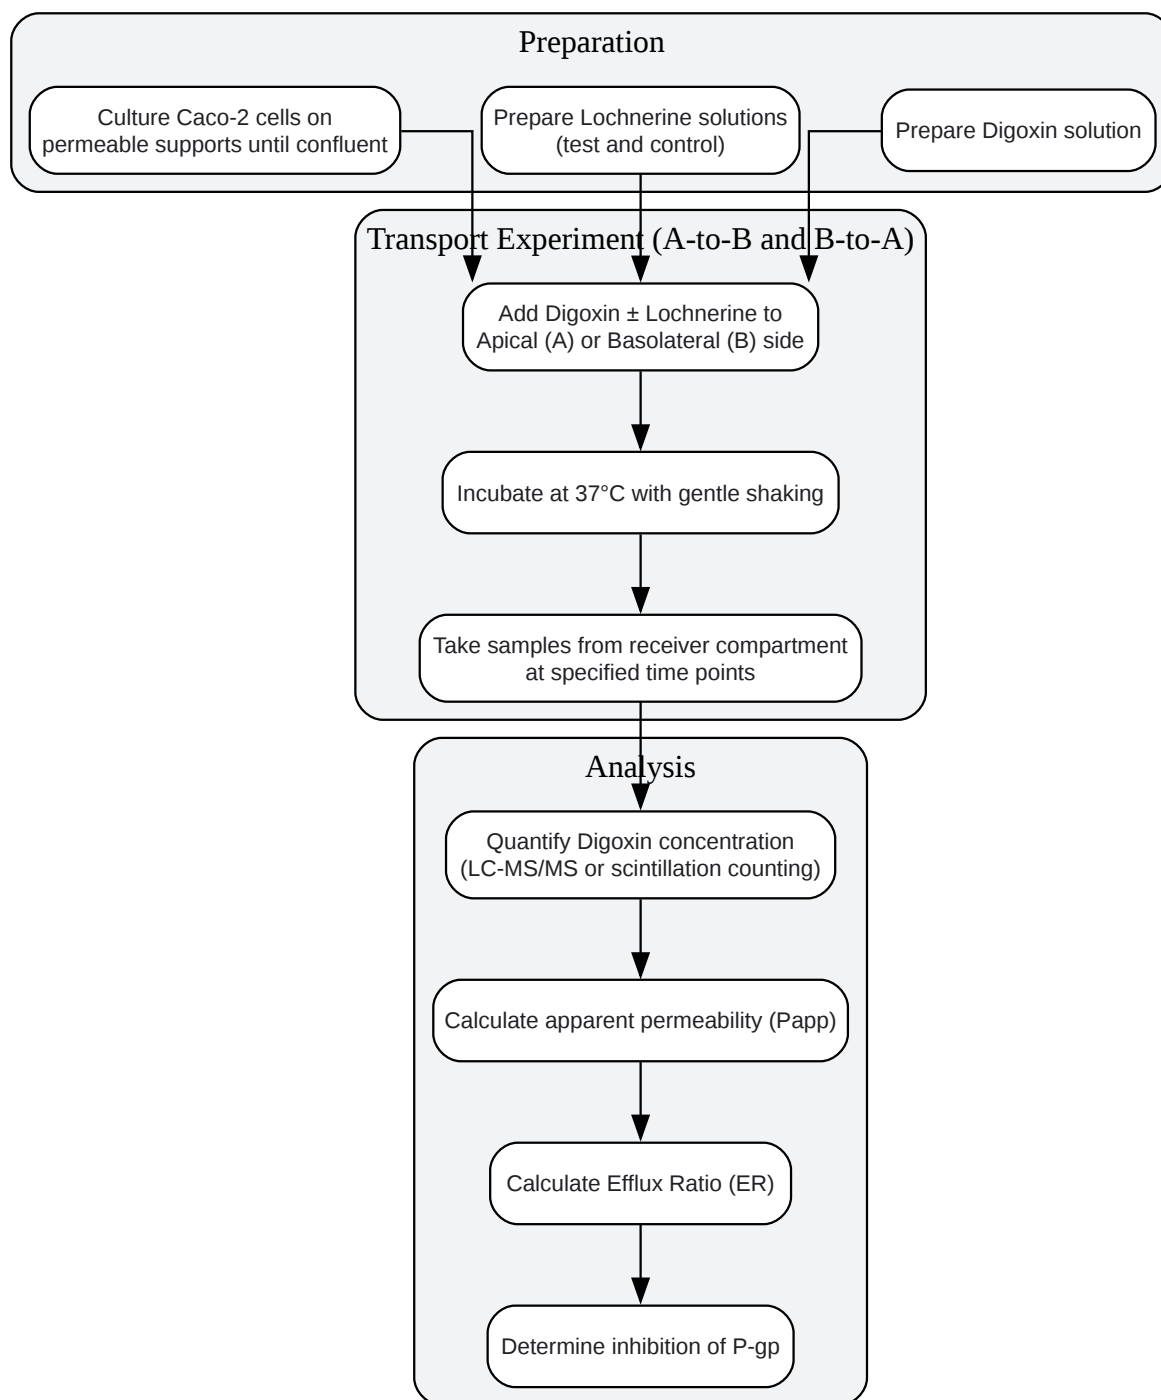 Preparation
Culture Caco-2 cells on
permeable supports until confluent
Prepare Lochnerine solutions
(test and control)
Prepare Digoxin solution
Transport Experiment (A-to-B and B-to-A)
Add Digoxin ± Lochnerine to
Apical (A) or Basolateral (B) side
Incubate at 37°C with gentle shaking
Take samples from receiver compartment
at specified time points
Analysis
Quantify Digoxin concentration
(LC-MS/MS or scintillation counting)
Calculate apparent permeability (Papp)
Calculate Efflux Ratio (ER)
Determine inhibition of P-gp